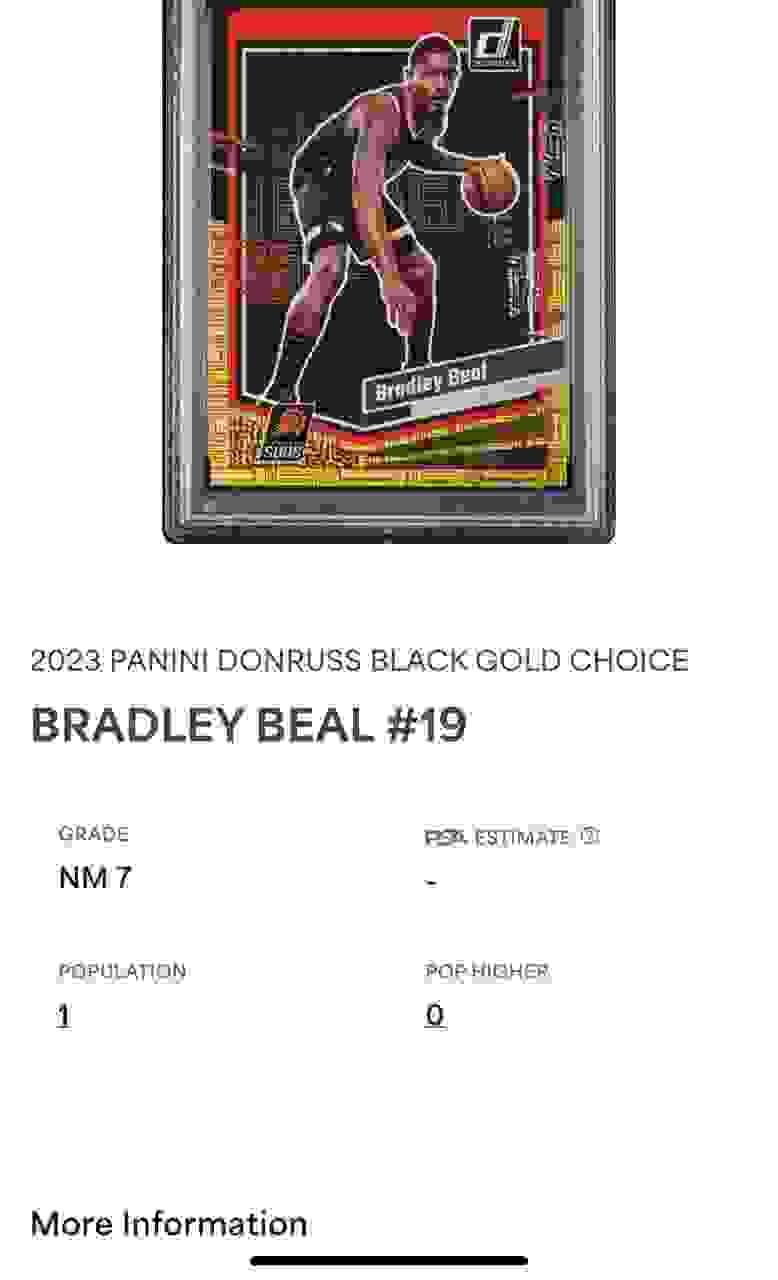 DONRUSS
Bradley Beal
SUNS
2023 PANINI DONRUSS BLACK GOLD CHOICE
BRADLEY BEAL #19
GRADE
PSA ESTIMATE
NM 7
-
POPULATION
POP HIGHER
1
0
More Information